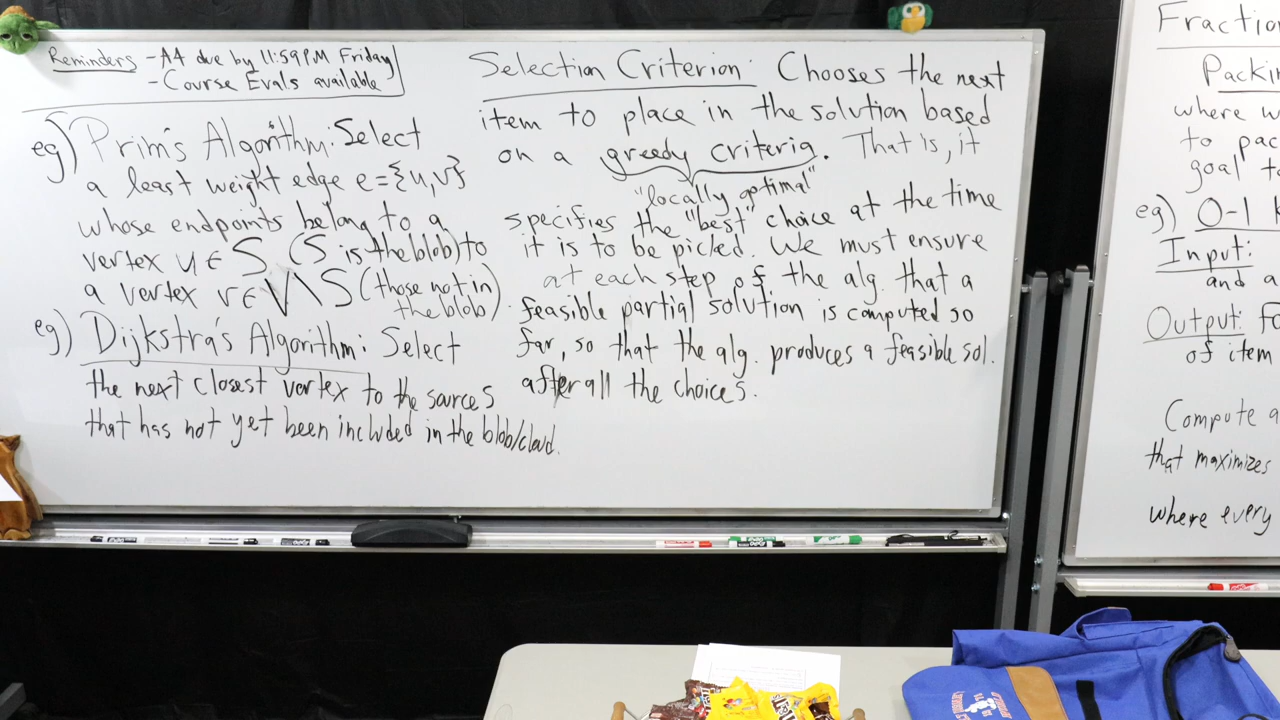 Reminders - A4 due by 11:59PM Friday
- Course Evals available
eg) Prim's Algorithm: Select
a least weight edge e={u,v}
whose endpoints belong to a
vertex u∈S (S is the blob) to
a vertex v∈V\S (those not in
the blob).
eg) Dijkstra's Algorithm: Select
the next closest vertex to the source s
that has not yet been included in the blob/cloud.
Selection Criterion: Chooses the next
item to place in the solution based
on a greedy criteria. That is, it
"locally optimal"
specifies the "best" choice at the time
it is to be picked. We must ensure
at each step of the alg. that a
feasible partial solution is computed so
far, so that the alg. produces a feasible sol.
after all the choices.
Fractio
Packin
where w
to pac
goal to
eg) 0-1
Input:
and a
Output: Fo
of item
Compute a
that maximizes
where every